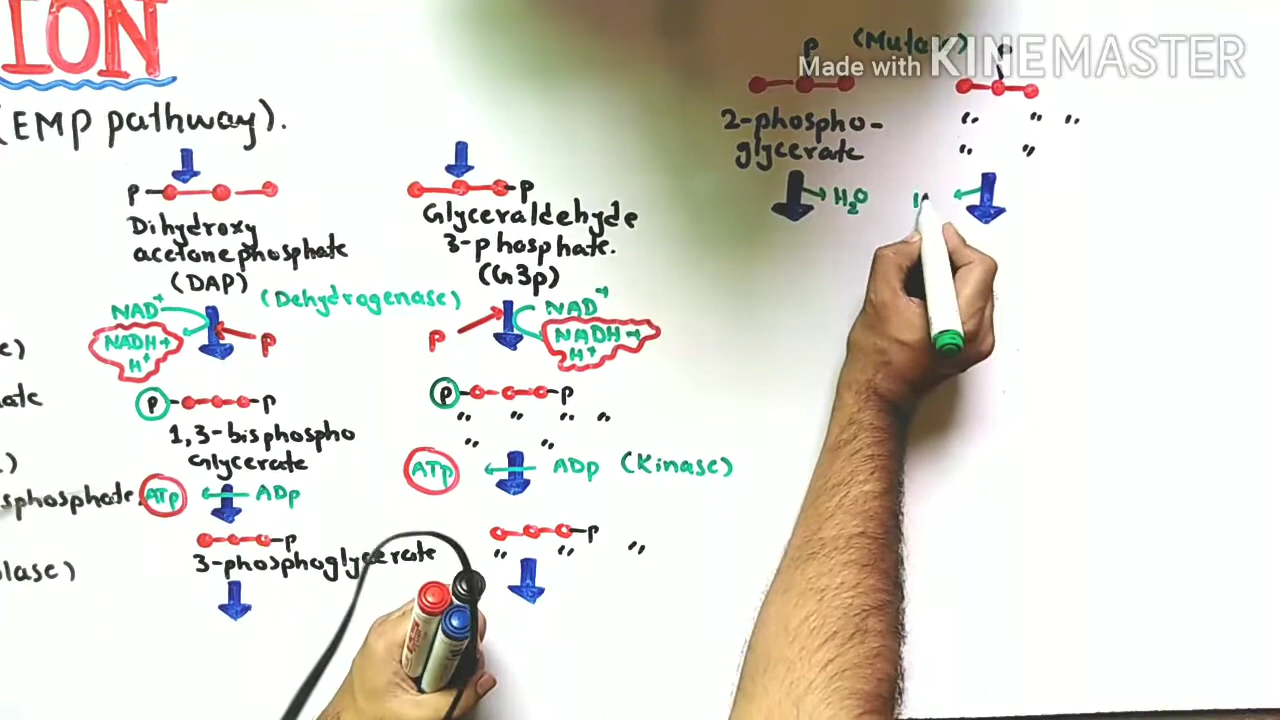 ION
(EMP pathway).
P
Dihydroxy
acetonephosphate
(DAP)
P
Glyceraldehyde
3-phosphate.
(G3P)
NAD+
(Dehydrogenase)
NADH+
H+
P
P
NAD+
NADH+
H+
P
P
1,3-bisphospho
Glycerate
P
P
" " " "
" "
ATP
ADP
ATP
ADP (Kinase)
P
3-phosphoglycerate
P
" " "
ate
sphosphate
lase)
P
P
Made with KINEMASTER
2-phospho-
glycerate
" " "
" "
H2O